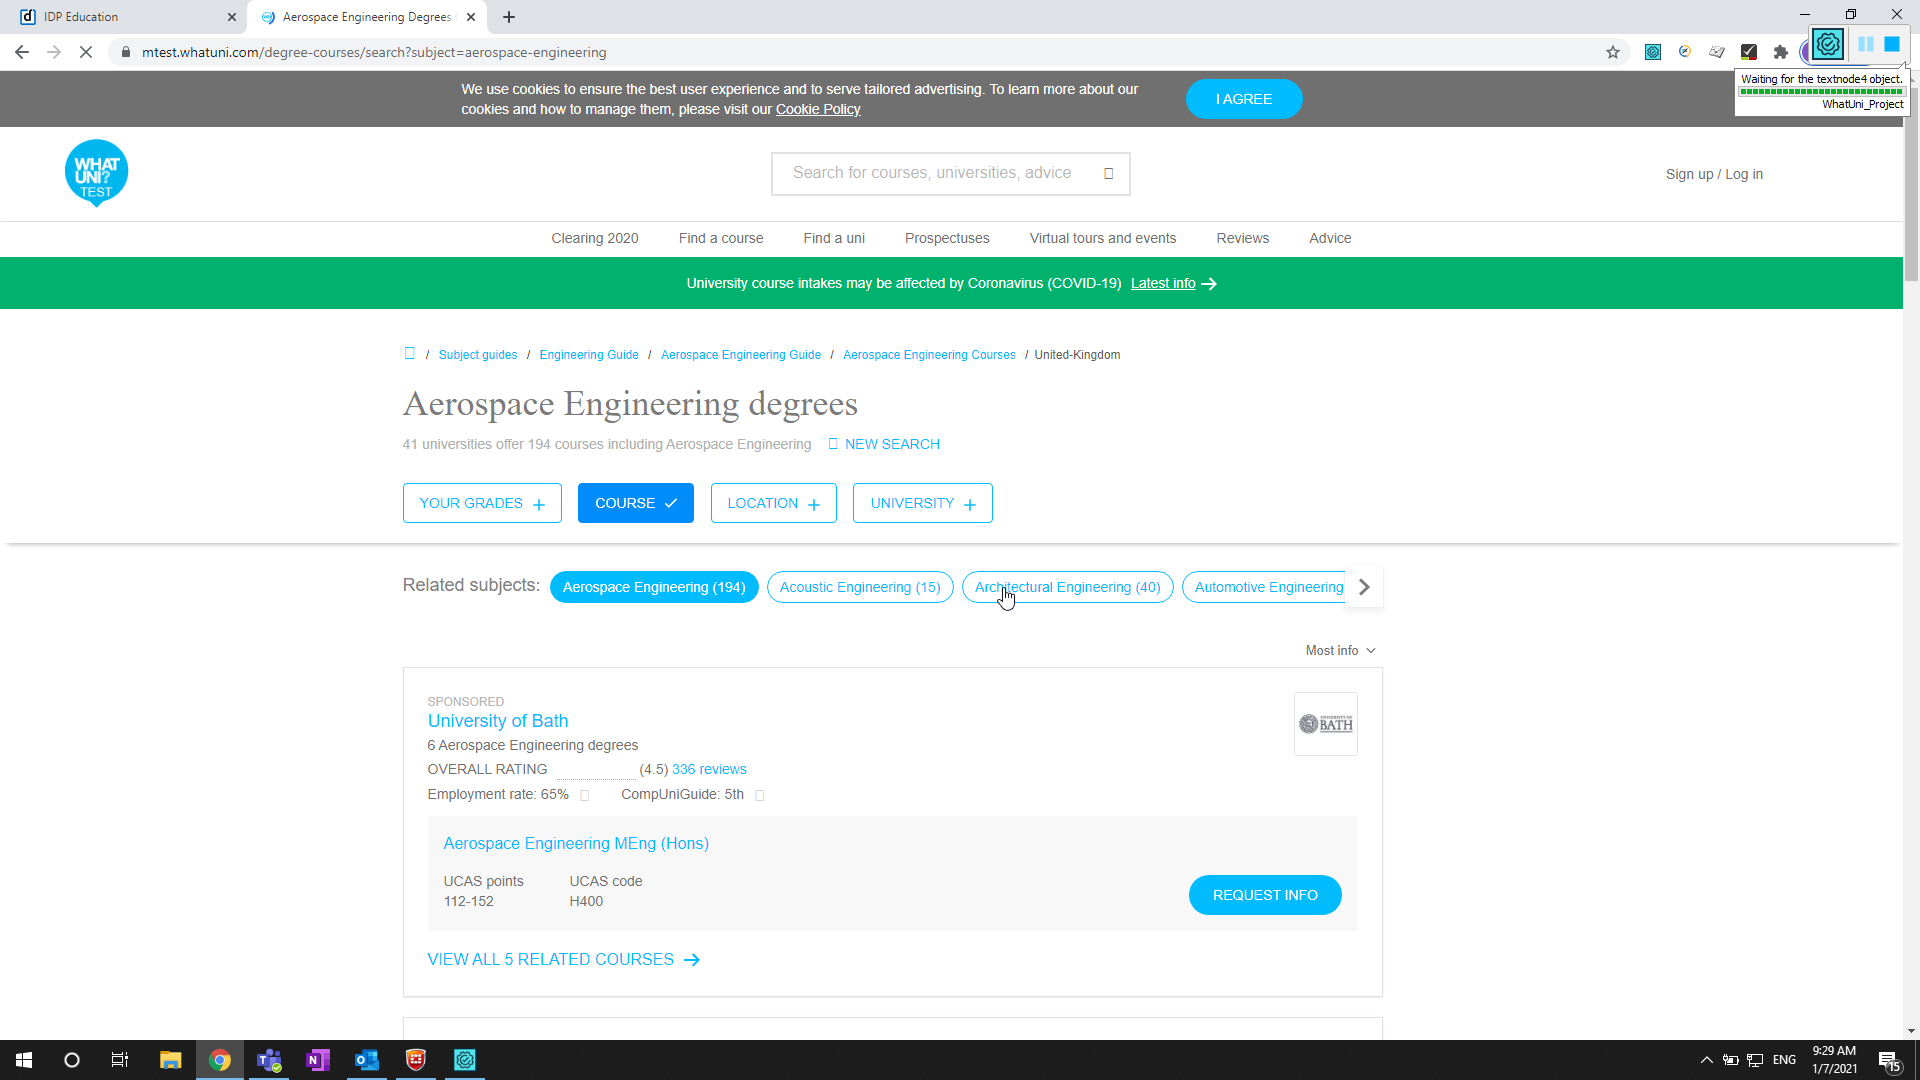 IDP Education
Aerospace Engineering Degrees
mtest.whatuni.com/degree-courses/search?subject=aerospace-engineering
Waiting for the textnode4 object.
WhatUni_Project
We use cookies to ensure the best user experience and to serve tailored advertising. To learn more about our
cookies and how to manage them, please visit our Cookie Policy
I AGREE
WHAT
UNI?
TEST
Search for courses, universities, advice
Sign up / Log in
Clearing 2020 Find a course Find a uni Prospectuses Virtual tours and events Reviews Advice
University course intakes may be affected by Coronavirus (COVID-19) Latest info
/ Subject guides / Engineering Guide / Aerospace Engineering Guide / Aerospace Engineering Courses / United-Kingdom
Aerospace Engineering degrees
41 universities offer 194 courses including Aerospace Engineering NEW SEARCH
YOUR GRADES + COURSE LOCATION + UNIVERSITY +
Related subjects: Aerospace Engineering (194) Acoustic Engineering (15) Architectural Engineering (40) Automotive Engineering
Most info
SPONSORED
University of Bath
UNIVERSITY OF
BATH
6 Aerospace Engineering degrees
OVERALL RATING (4.5) 336 reviews
Employment rate: 65% CompUniGuide: 5th
Aerospace Engineering MEng (Hons)
UCAS points UCAS code
112-152 H400
REQUEST INFO
VIEW ALL 5 RELATED COURSES
ENG
9:29 AM
1/7/2021
15